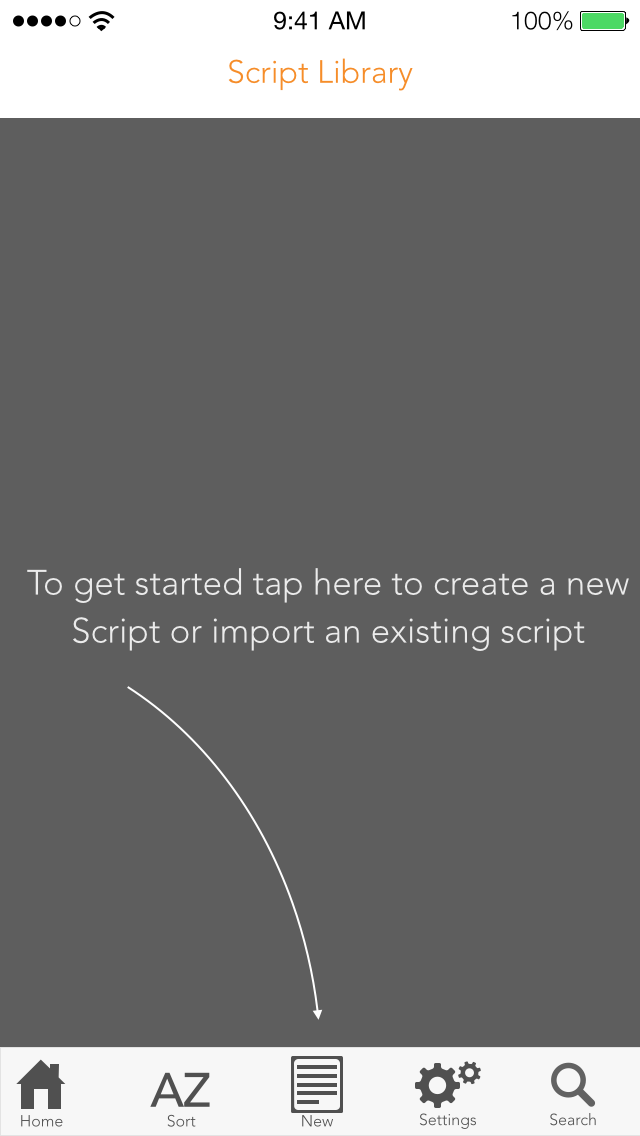 9:41 AM 100%
Script Library
To get started tap here to create a new
Script or import an existing script
AZ
Home Sort New Settings Search